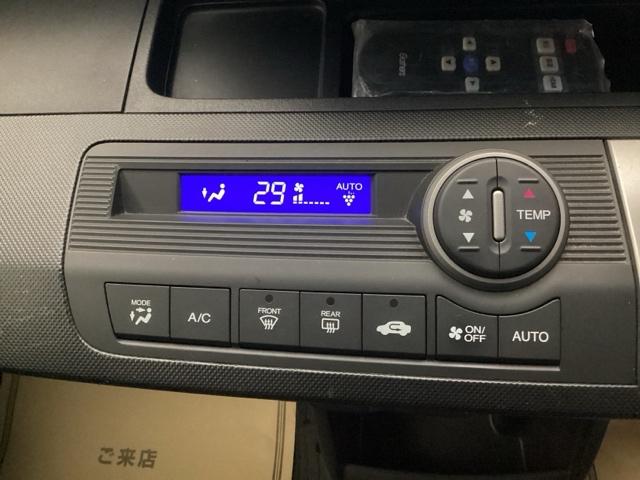 29
AUTO
TEMP
MODE
A/C
FRONT
REAR
ON/
OFF
AUTO
ご来店